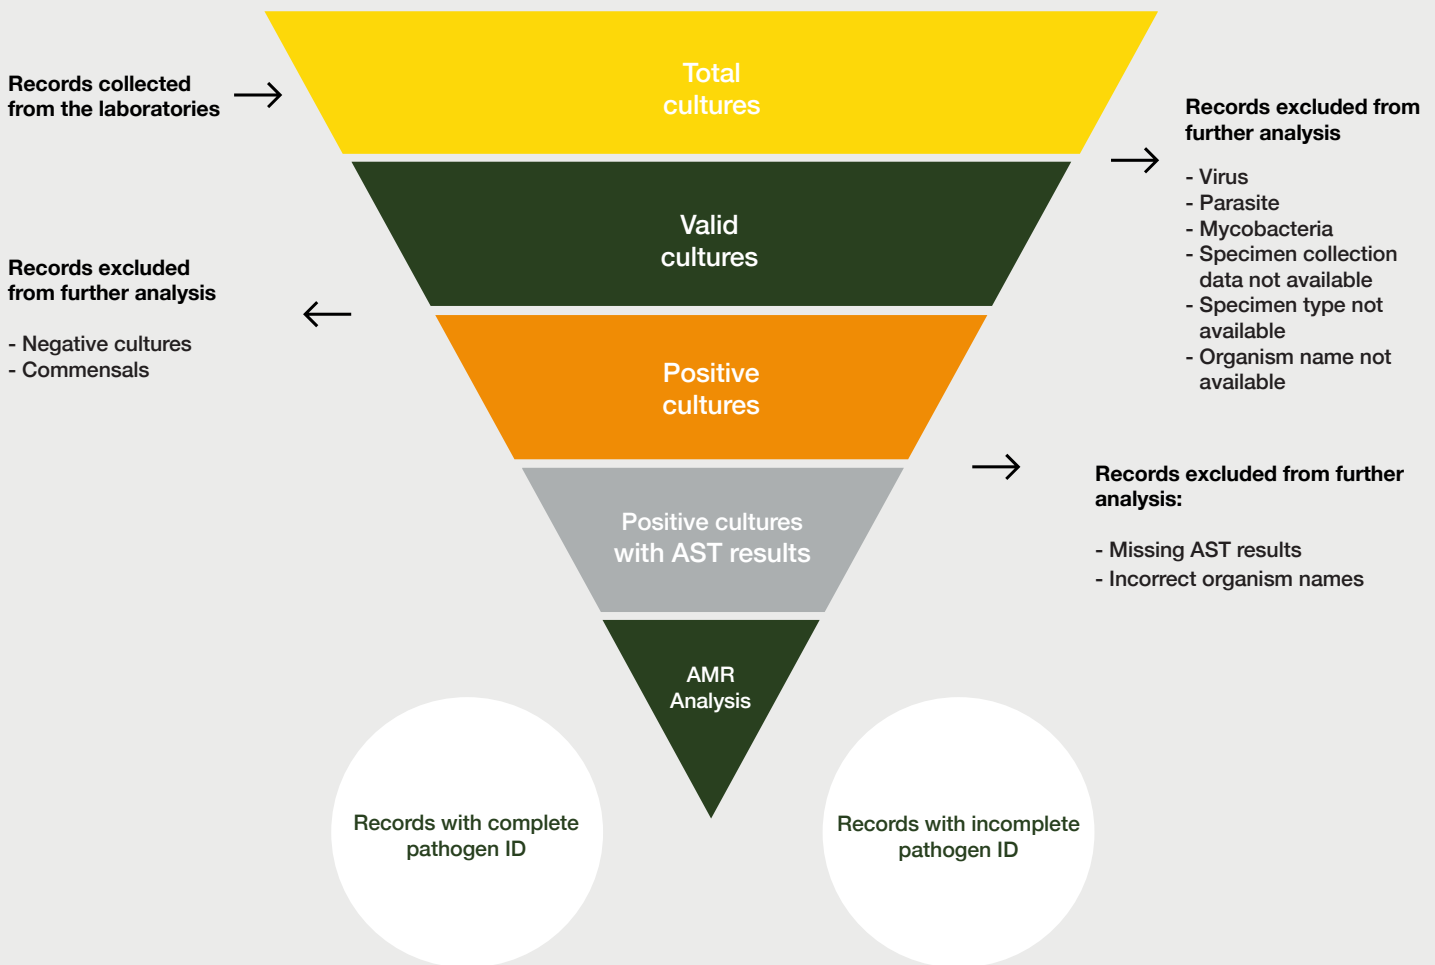 Records collected
from the laboratories
Total
cultures
Records excluded from
further analysis
- Virus
- Parasite
- Mycobacteria
- Specimen collection
data not available
- Specimen type not
available
- Organism name not
available
Valid
cultures
Records excluded
from further analysis
- Negative cultures
- Commensals
Positive
cultures
Records excluded from further
analysis:
- Missing AST results
- Incorrect organism names
Positive cultures
with AST results
AMR
Analysis
Records with complete
pathogen ID
Records with incomplete
pathogen ID